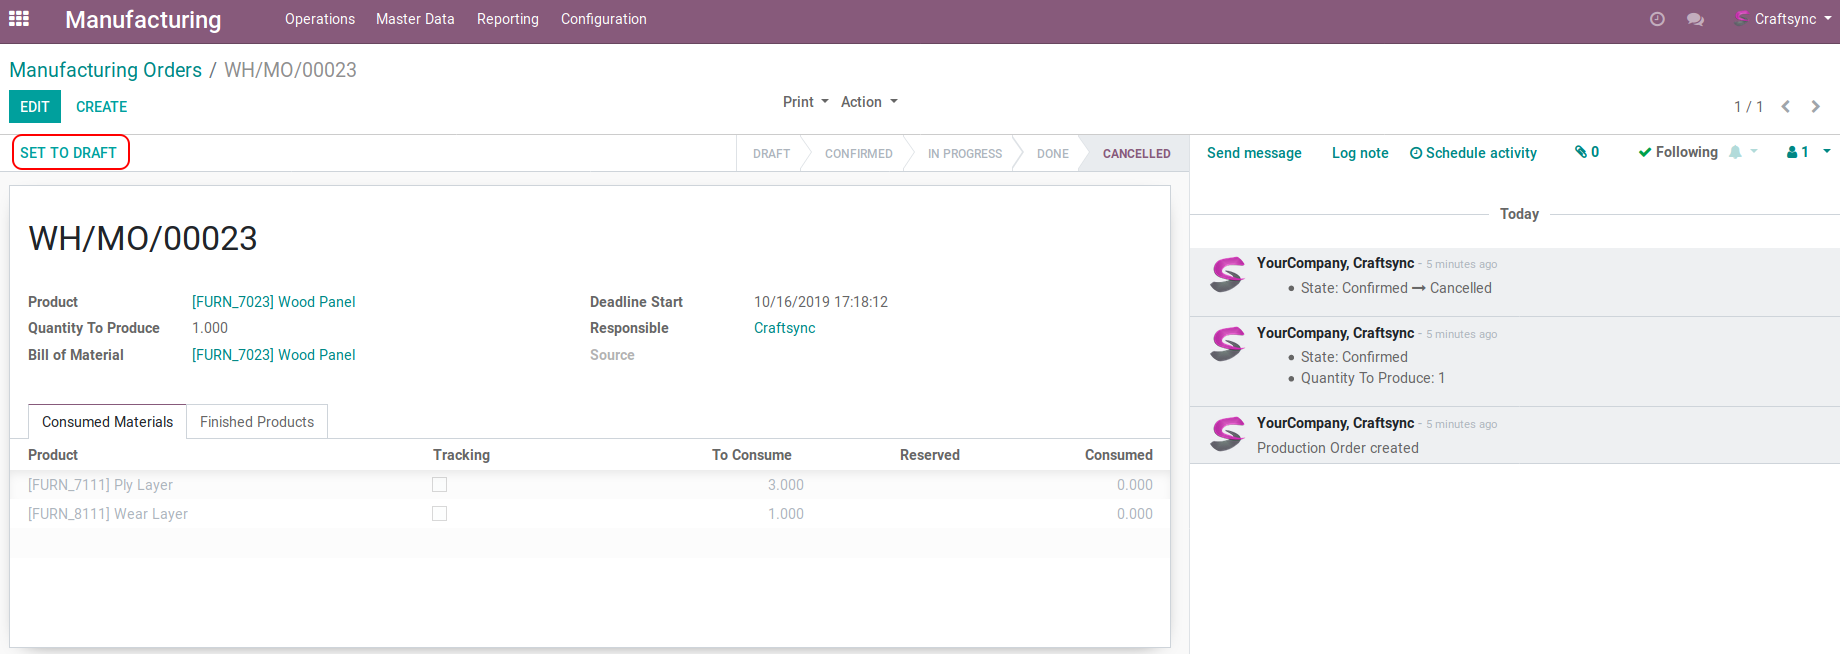 Manufacturing Operations Master Data Reporting Configuration Craftsync
Manufacturing Orders / WH/MO/00023
EDIT CREATE Print Action 1 / 1
SET TO DRAFT DRAFT CONFIRMED IN PROGRESS DONE CANCELLED Send message Log note Schedule activity 0 Following 1
WH/MO/00023
Product [FURN_7023] Wood Panel
Quantity To Produce 1.000
Bill of Material [FURN_7023] Wood Panel
Deadline Start 10/16/2019 17:18:12
Responsible Craftsync
Source
Consumed Materials Finished Products
Product Tracking To Consume Reserved Consumed
[FURN_7111] Ply Layer 3.000 0.000
[FURN_8111] Wear Layer 1.000 0.000
Today
YourCompany, Craftsync - 5 minutes ago
• State: Confirmed → Cancelled
YourCompany, Craftsync - 5 minutes ago
• State: Confirmed
• Quantity To Produce: 1
YourCompany, Craftsync - 5 minutes ago
Production Order created